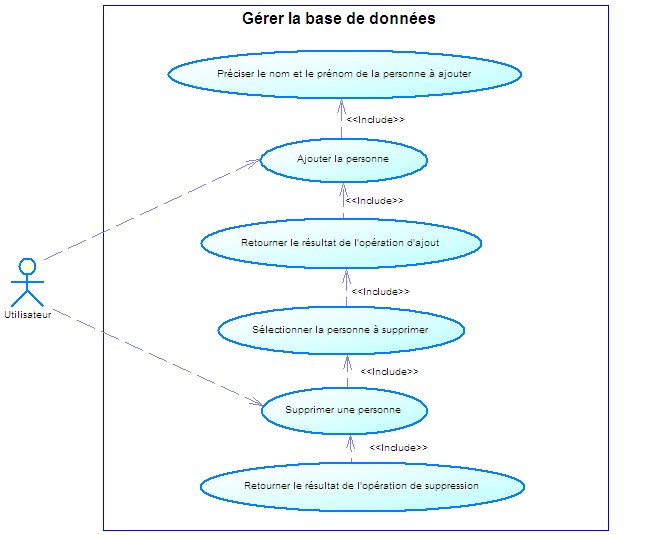 Gérer la base de données
Préciser le nom et le prénom de la personne à ajouter
<<Include>>
Ajouter la personne
<<Include>>
Retourner le résultat de l'opération d'ajout
<<Include>>
Utilisateur
Sélectionner la personne à supprimer
<<Include>>
Supprimer une personne
<<Include>>
Retourner le résultat de l'opération de suppression